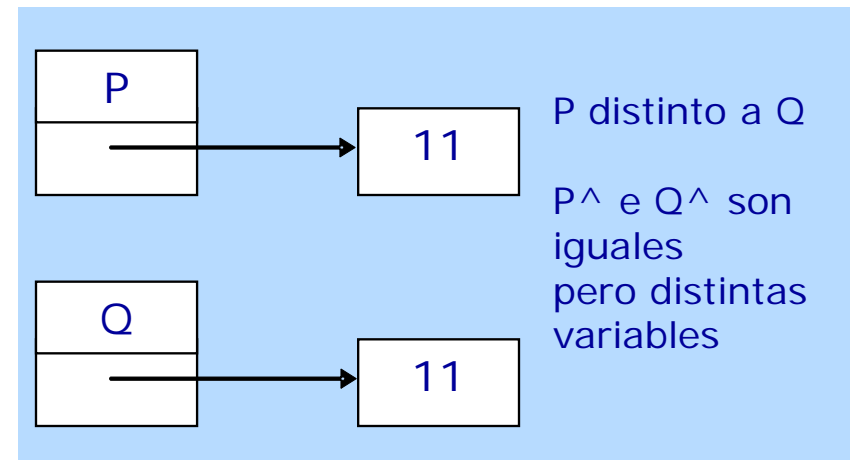 P
11
P distinto a Q
P^ e Q^ son
iguales
pero distintas
variables
Q
11